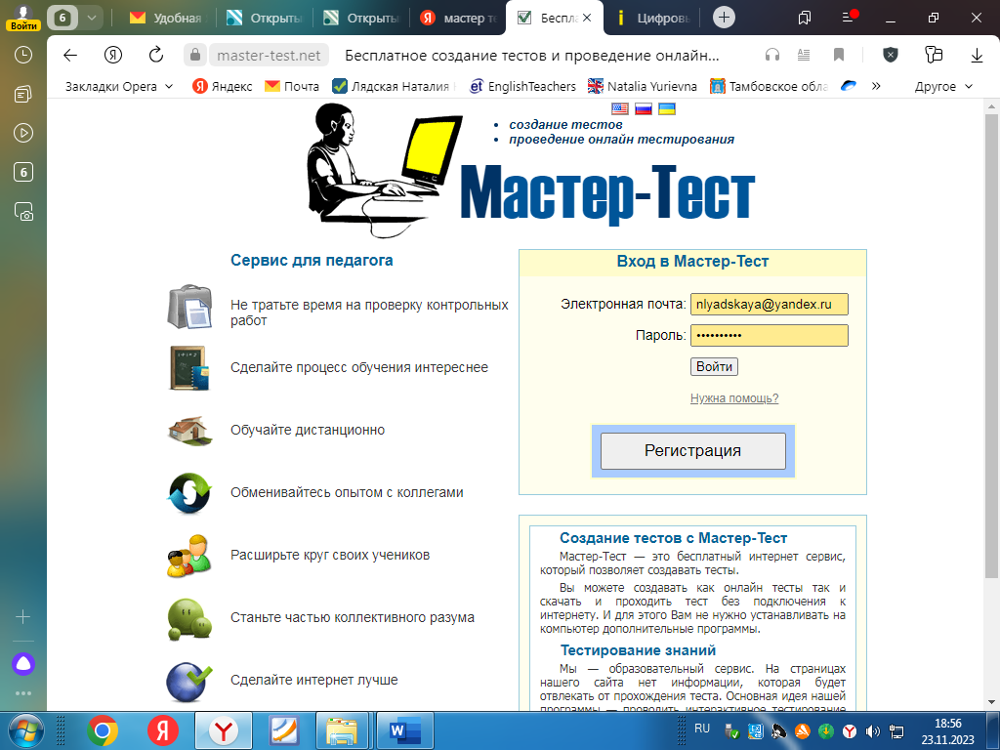 Войти
6
Удобная
Открыты
Открыты
мастер те
Беспла
Цифровы
master-test.net
Бесплатное создание тестов и проведение онлайн...
Закладки Opera
Яндекс
Почта
Лядская Наталия
EnglishTeachers
Natalia Yurievna
Тамбовское обла
»
Другое
6
создание тестов
проведение онлайн тестирования
Мастер-Тест
Сервис для педагога
Не тратьте время на проверку контрольных
работ
Сделайте процесс обучения интереснее
Обучайте дистанционно
Обменивайтесь опытом с коллегами
Расширьте круг своих учеников
Станьте частью коллективного разума
Сделайте интернет лучше
Вход в Мастер-Тест
Электронная почта: nlyadskaya@yandex.ru
Пароль: ••••••••••
Войти
Нужна помощь?
Регистрация
Создание тестов с Мастер-Тест
Мастер-Тест — это бесплатный интернет сервис,
который позволяет создавать тесты.
Вы можете создавать как онлайн тесты так и
скачать и проходить тест без подключения к
интернету. И для этого Вам не нужно устанавливать на
компьютер дополнительные программы.
Тестирование знаний
Мы — образовательный сервис. На страницах
нашего сайта нет информации, которая будет
отвлекать от прохождения теста. Основная идея нашей
программы — проводить интерактивное тестирование
RU
18:56
23.11.2023